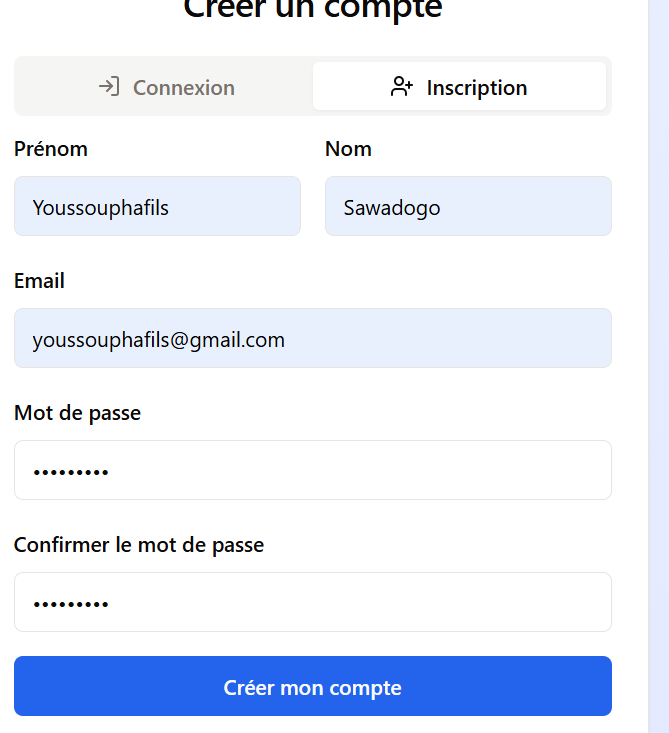 Créer un compte
Connexion Inscription
Prénom Nom
Youssouphafils Sawadogo
Email
youssouphafils@gmail.com
Mot de passe
•••••••••
Confirmer le mot de passe
•••••••••
Créer mon compte